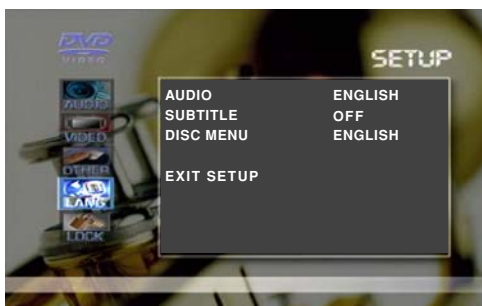 DVD
VIDEO
SETUP
AUDIO
VIDEO
OTHER
LANG
LOCK
AUDIO ENGLISH
SUBTITLE OFF
DISC MENU ENGLISH
EXIT SETUP